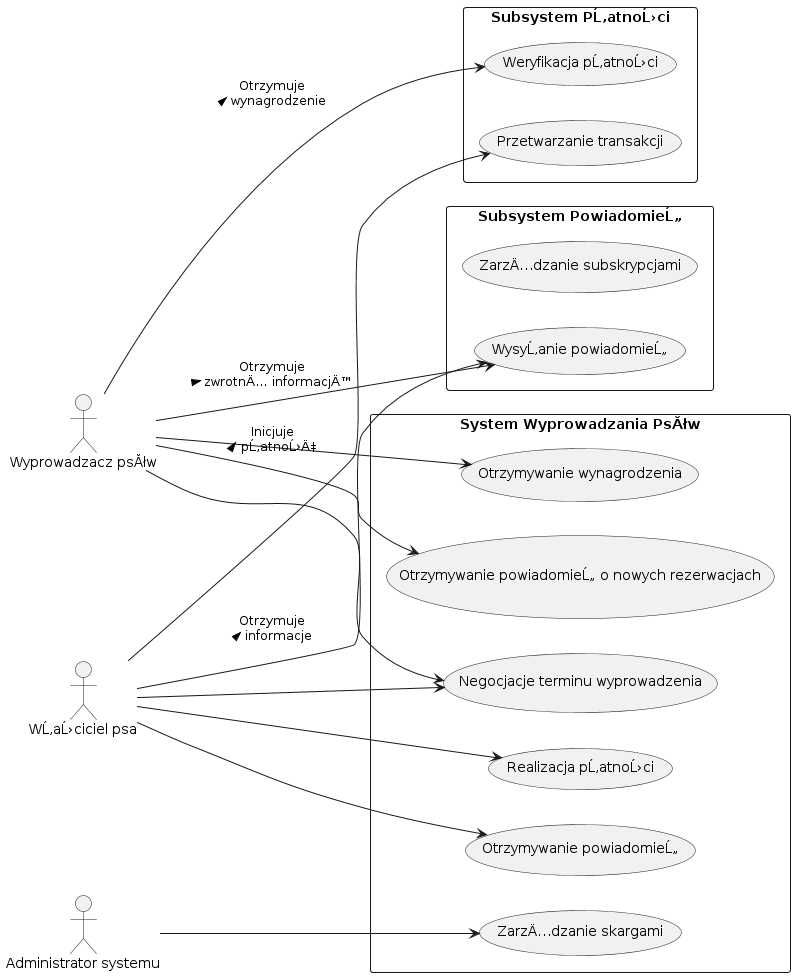 Subsystem PĹ‚atnoĹ›ci
Weryfikacja pĹ‚atnoĹ›ci
Otrzymuje
wynagrodzenie
Przetwarzanie transakcji
Subsystem PowiadomieĹ„
ZarzÄ…dzanie subskrypcjami
WysyĹ‚anie powiadomieĹ„
Otrzymuje
zwrotnÄ… informacjÄ™
System Wyprowadzania PsĂłw
Inicjuje
pĹ‚atnoĹ›Ä‡
Wyprowadzacz psĂłw
Otrzymywanie wynagrodzenia
Otrzymywanie powiadomieĹ„ o nowych rezerwacjach
Otrzymuje
informacje
Negocjacje terminu wyprowadzenia
WĹ‚aĹ›ciciel psa
Realizacja pĹ‚atnoĹ›ci
Otrzymywanie powiadomieĹ„
ZarzÄ…dzanie skargami
Administrator systemu